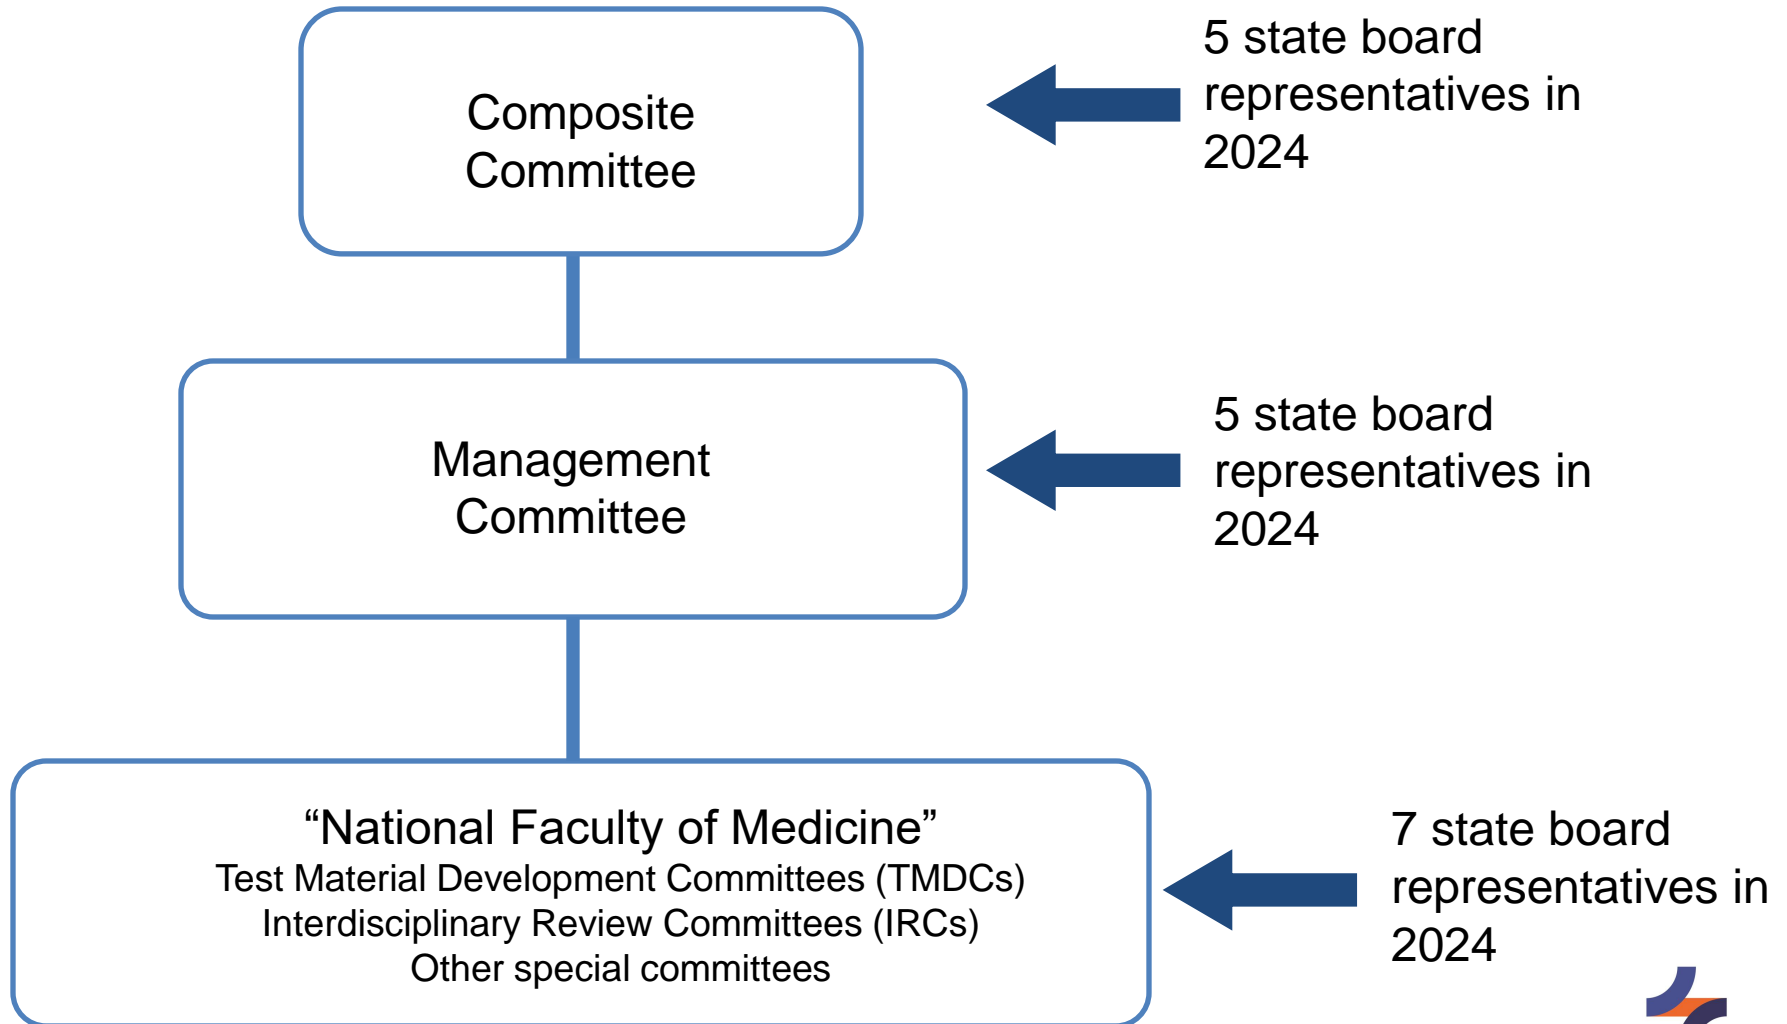 Composite
Committee
5 state board
representatives in
2024
Management
Committee
5 state board
representatives in
2024
“National Faculty of Medicine”
Test Material Development Committees (TMDCs)
Interdisciplinary Review Committees (IRCs)
Other special committees
7 state board
representatives in
2024